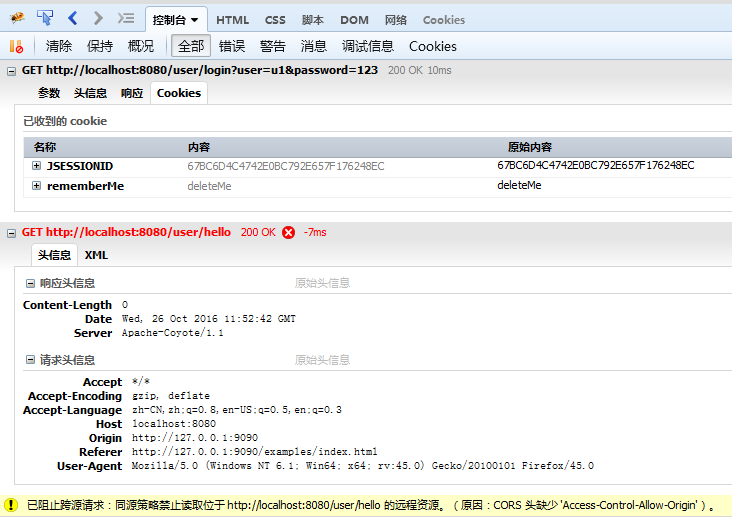 控制台 HTML CSS 脚本 DOM 网络 Cookies
清除 保持 概况 全部 错误 警告 消息 调试信息 Cookies
GET http://localhost:8080/user/login?user=u1&password=123 200 OK 10ms
参数 头信息 响应 Cookies
已收到的 cookie
名称 内容 原始内容
JSESSIONID 67BC6D4C4742E0BC792E657F176248EC 67BC6D4C4742E0BC792E657F176248EC
rememberMe deleteMe deleteMe
GET http://localhost:8080/user/hello 200 OK -7ms
头信息 XML
响应头信息 原始头信息
Content-Length 0
Date Wed, 26 Oct 2016 11:52:42 GMT
Server Apache-Coyote/1.1
请求头信息 原始头信息
Accept */*
Accept-Encoding gzip, deflate
Accept-Language zh-CN,zh;q=0.8,en-US;q=0.5,en;q=0.3
Host localhost:8080
Origin http://127.0.0.1:9090
Referer http://127.0.0.1:9090/examples/index.html
User-Agent Mozilla/5.0 (Windows NT 6.1; Win64; x64; rv:45.0) Gecko/20100101 Firefox/45.0
已阻止跨源请求：同源策略禁止读取位于 http://localhost:8080/user/hello 的远程资源。（原因：CORS 头缺少 'Access-Control-Allow-Origin'）。